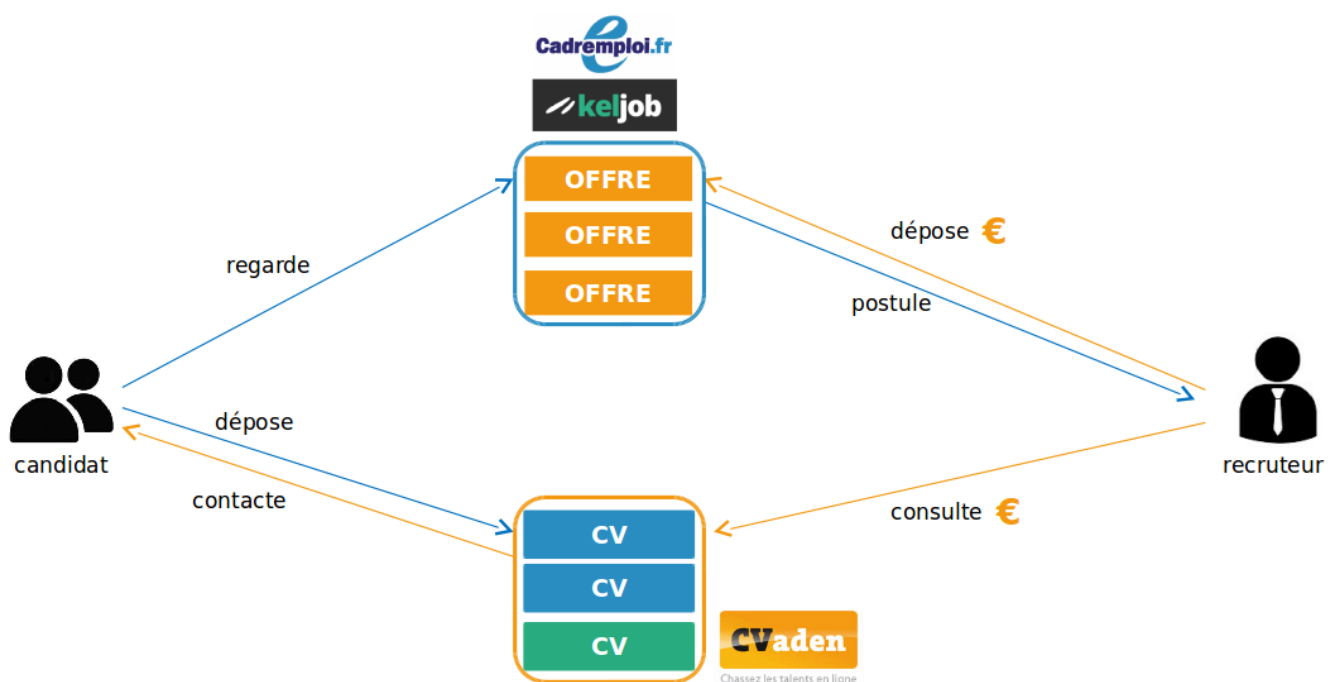 Cadremploi.fr
keljob
OFFRE
OFFRE
OFFRE
regarde
dépose €
postule
candidat
recruteur
dépose
contacte
consulte €
CV
CV
CV
CVaden
Chassez les talents en ligne